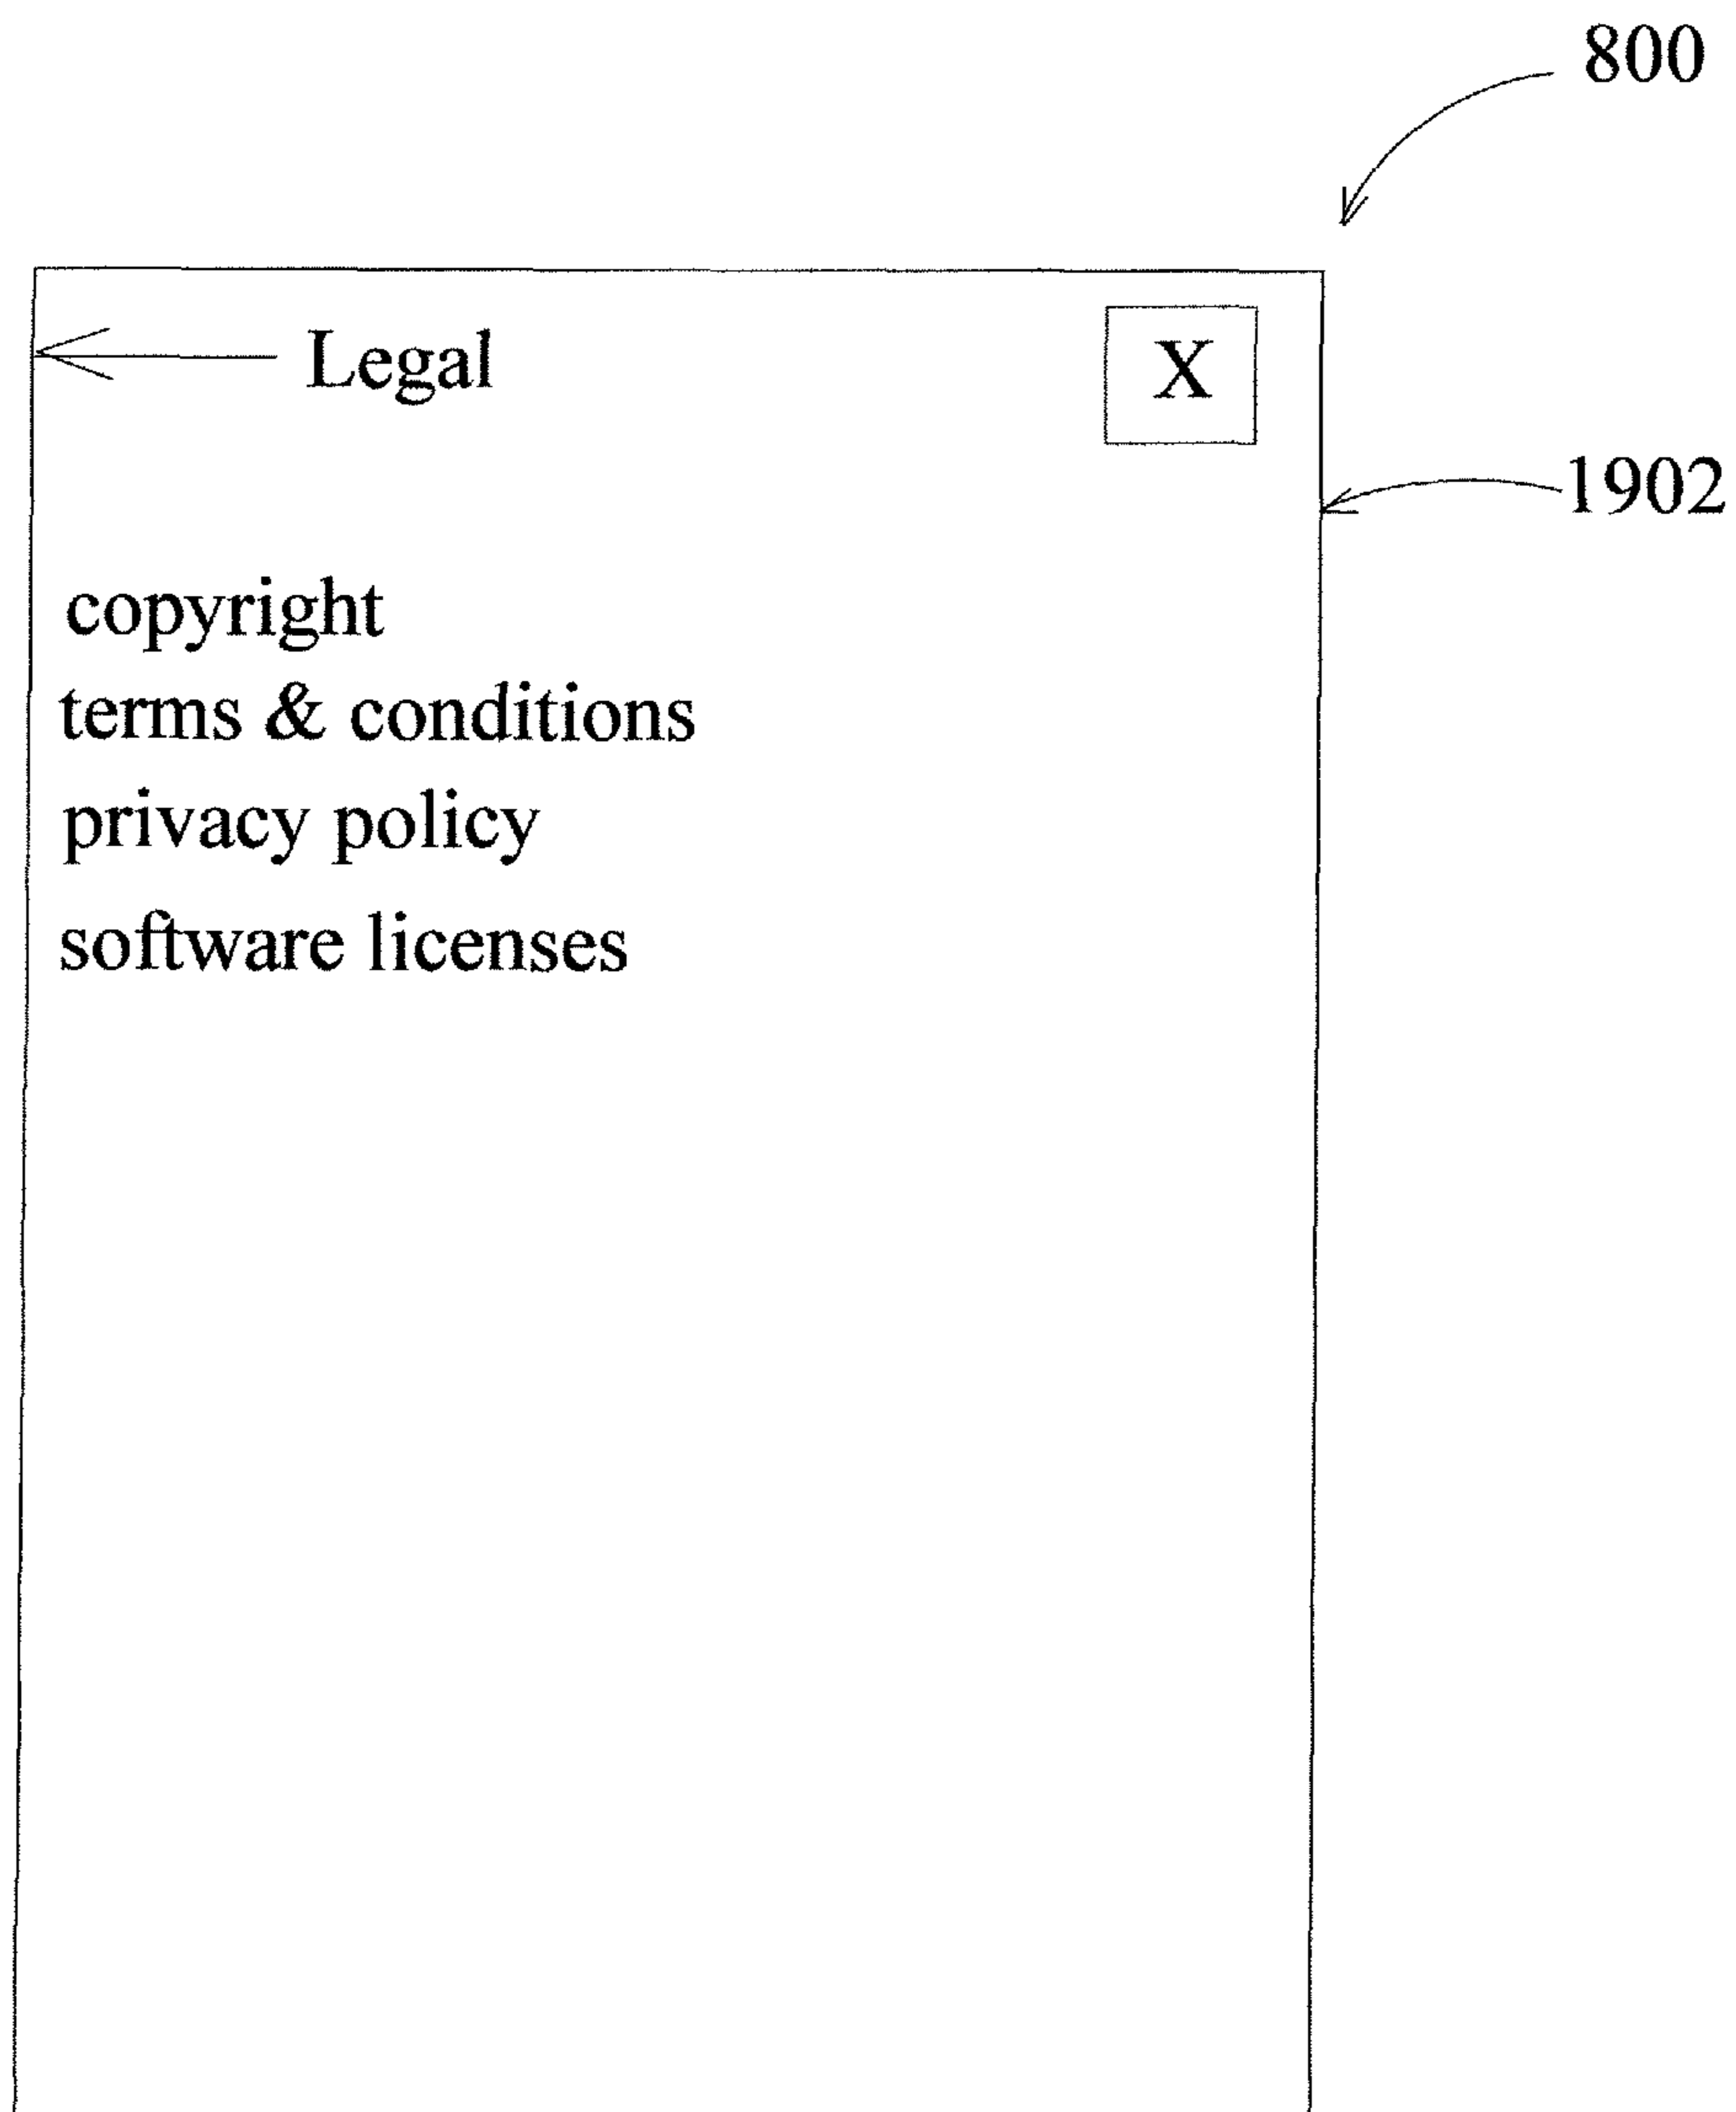 800
Legal X
1902
copyright
terms & conditions
privacy policy
software licenses